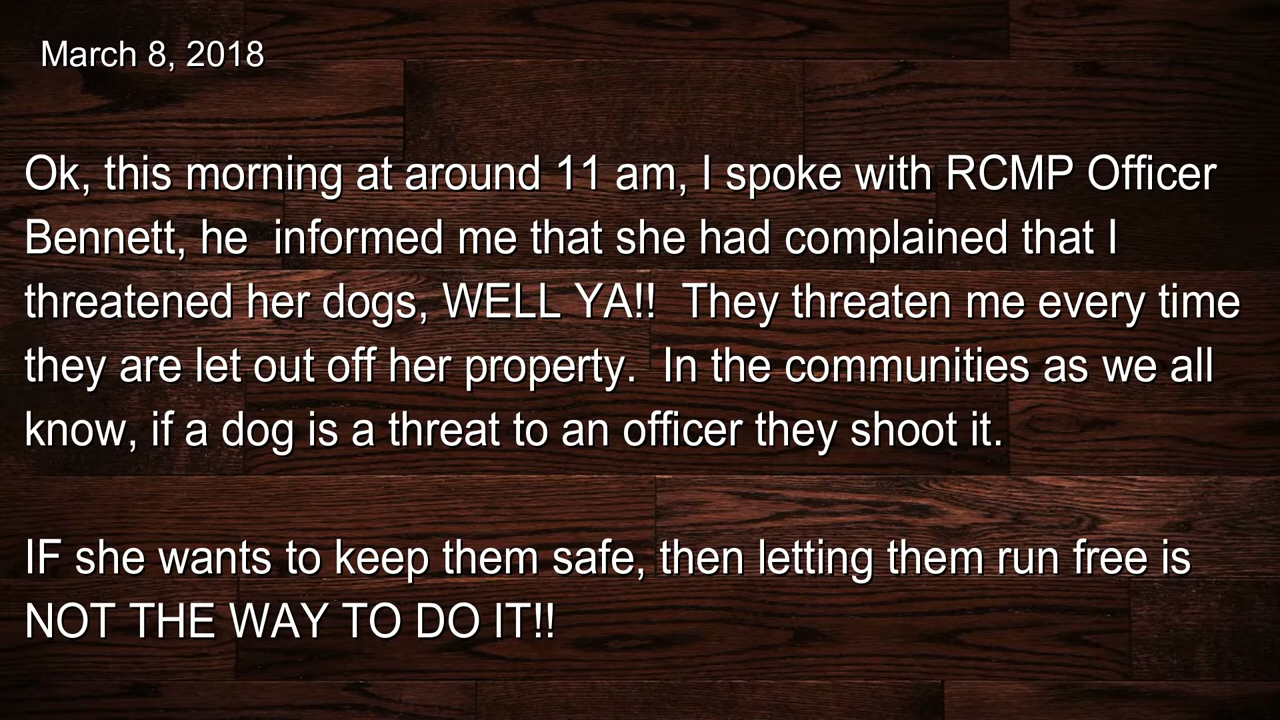 March 8, 2018
Ok, this morning at around 11 am, I spoke with RCMP Officer
Bennett, he  informed me that she had complained that I
threatened her dogs, WELL YA!!  They threaten me every time
they are let out off her property.  In the communities as we all
know, if a dog is a threat to an officer they shoot it.
IF she wants to keep them safe, then letting them run free is
NOT THE WAY TO DO IT!!